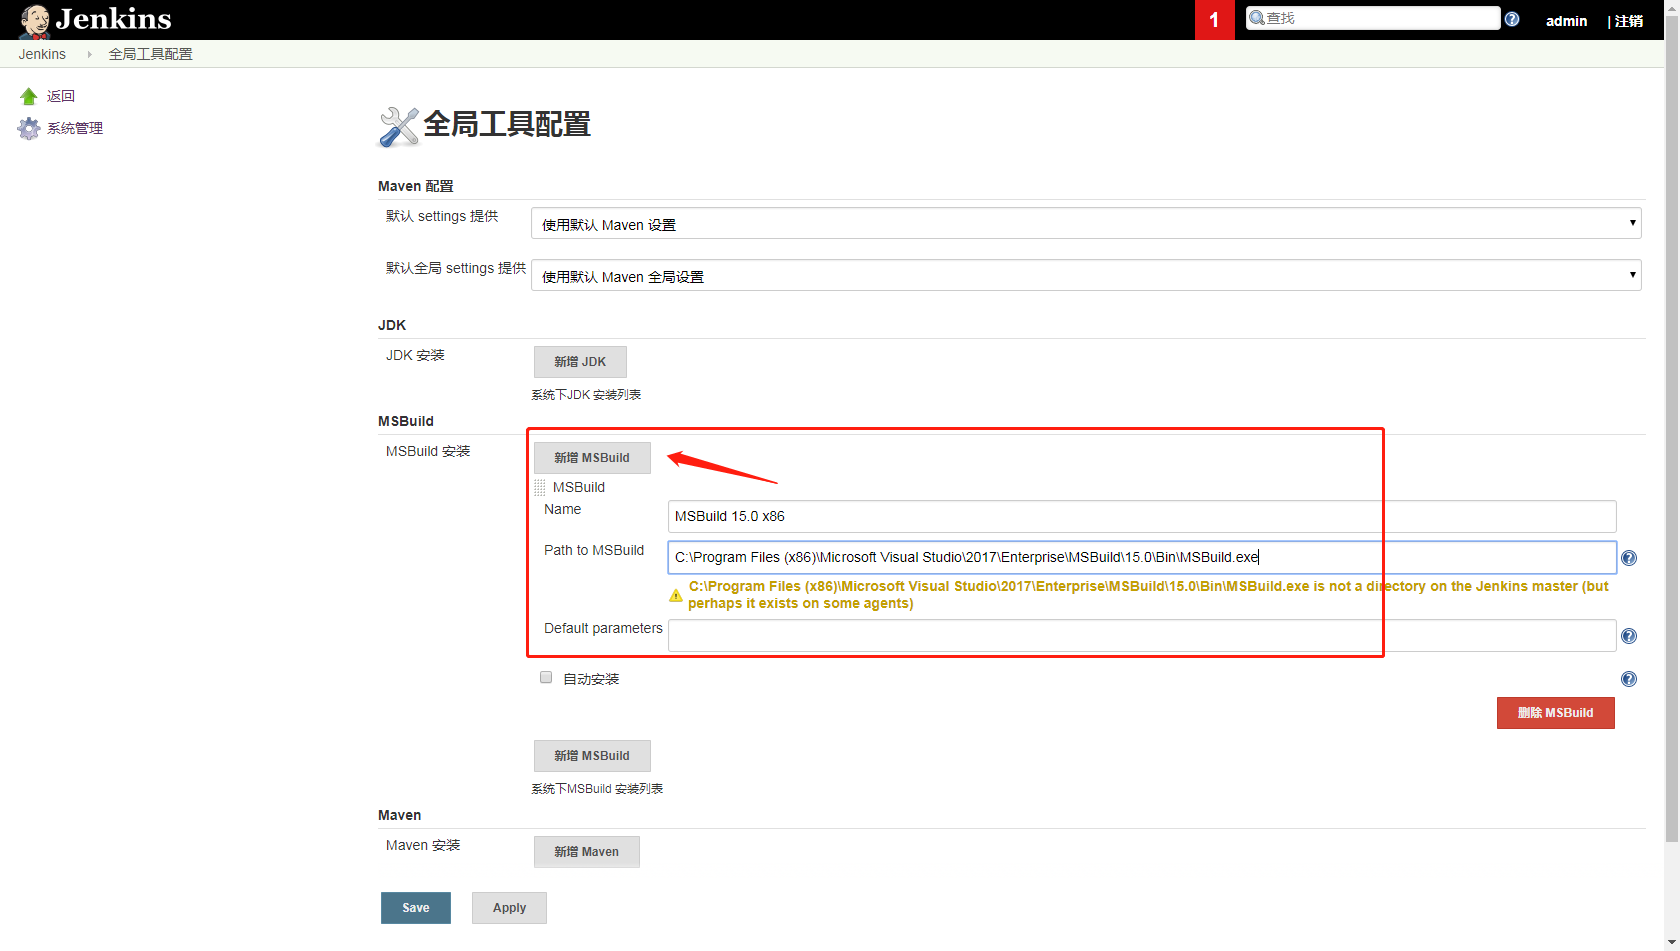 Jenkins
1
查找
admin
| 注销
Jenkins
全局工具配置
返回
系统管理
全局工具配置
Maven 配置
默认 settings 提供
使用默认 Maven 设置
默认全局 settings 提供
使用默认 Maven 全局设置
JDK
JDK 安装
新增 JDK
系统下JDK 安装列表
MSBuild
MSBuild 安装
新增 MSBuild
MSBuild
Name
MSBuild 15.0 x86
Path to MSBuild
C:\Program Files (x86)\Microsoft Visual Studio\2017\Enterprise\MSBuild\15.0\Bin\MSBuild.exe
C:\Program Files (x86)\Microsoft Visual Studio\2017\Enterprise\MSBuild\15.0\Bin\MSBuild.exe is not a directory on the Jenkins master (but
perhaps it exists on some agents)
Default parameters
自动安装
删除 MSBuild
新增 MSBuild
系统下MSBuild 安装列表
Maven
Maven 安装
新增 Maven
Save
Apply